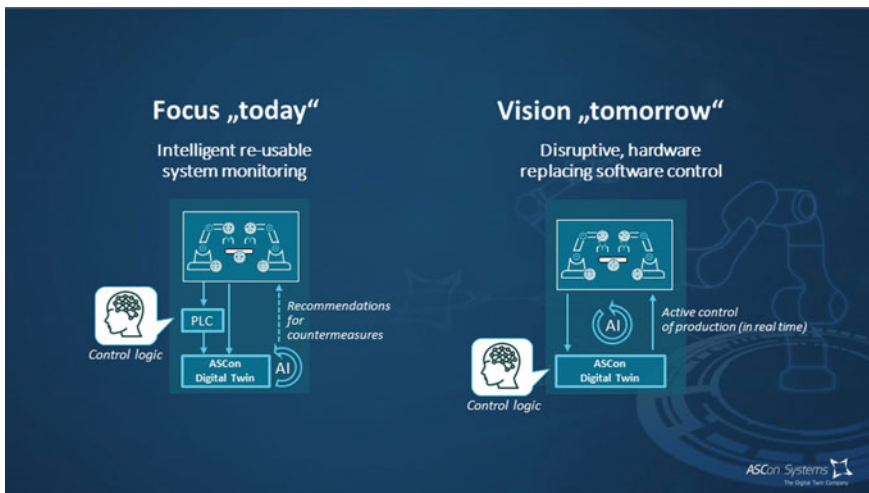 Focus „today“
Intelligent re-usable
system monitoring
PLC
Control logic
Recommendations
for
countermeasures
ASCon
Digital Twin
AI
Vision „tomorrow“
Disruptive, hardware
replacing software control
AI
Active control
of production (in real time)
ASCon
Digital Twin
Control logic
ASCon Systems
The Digital Twin Company